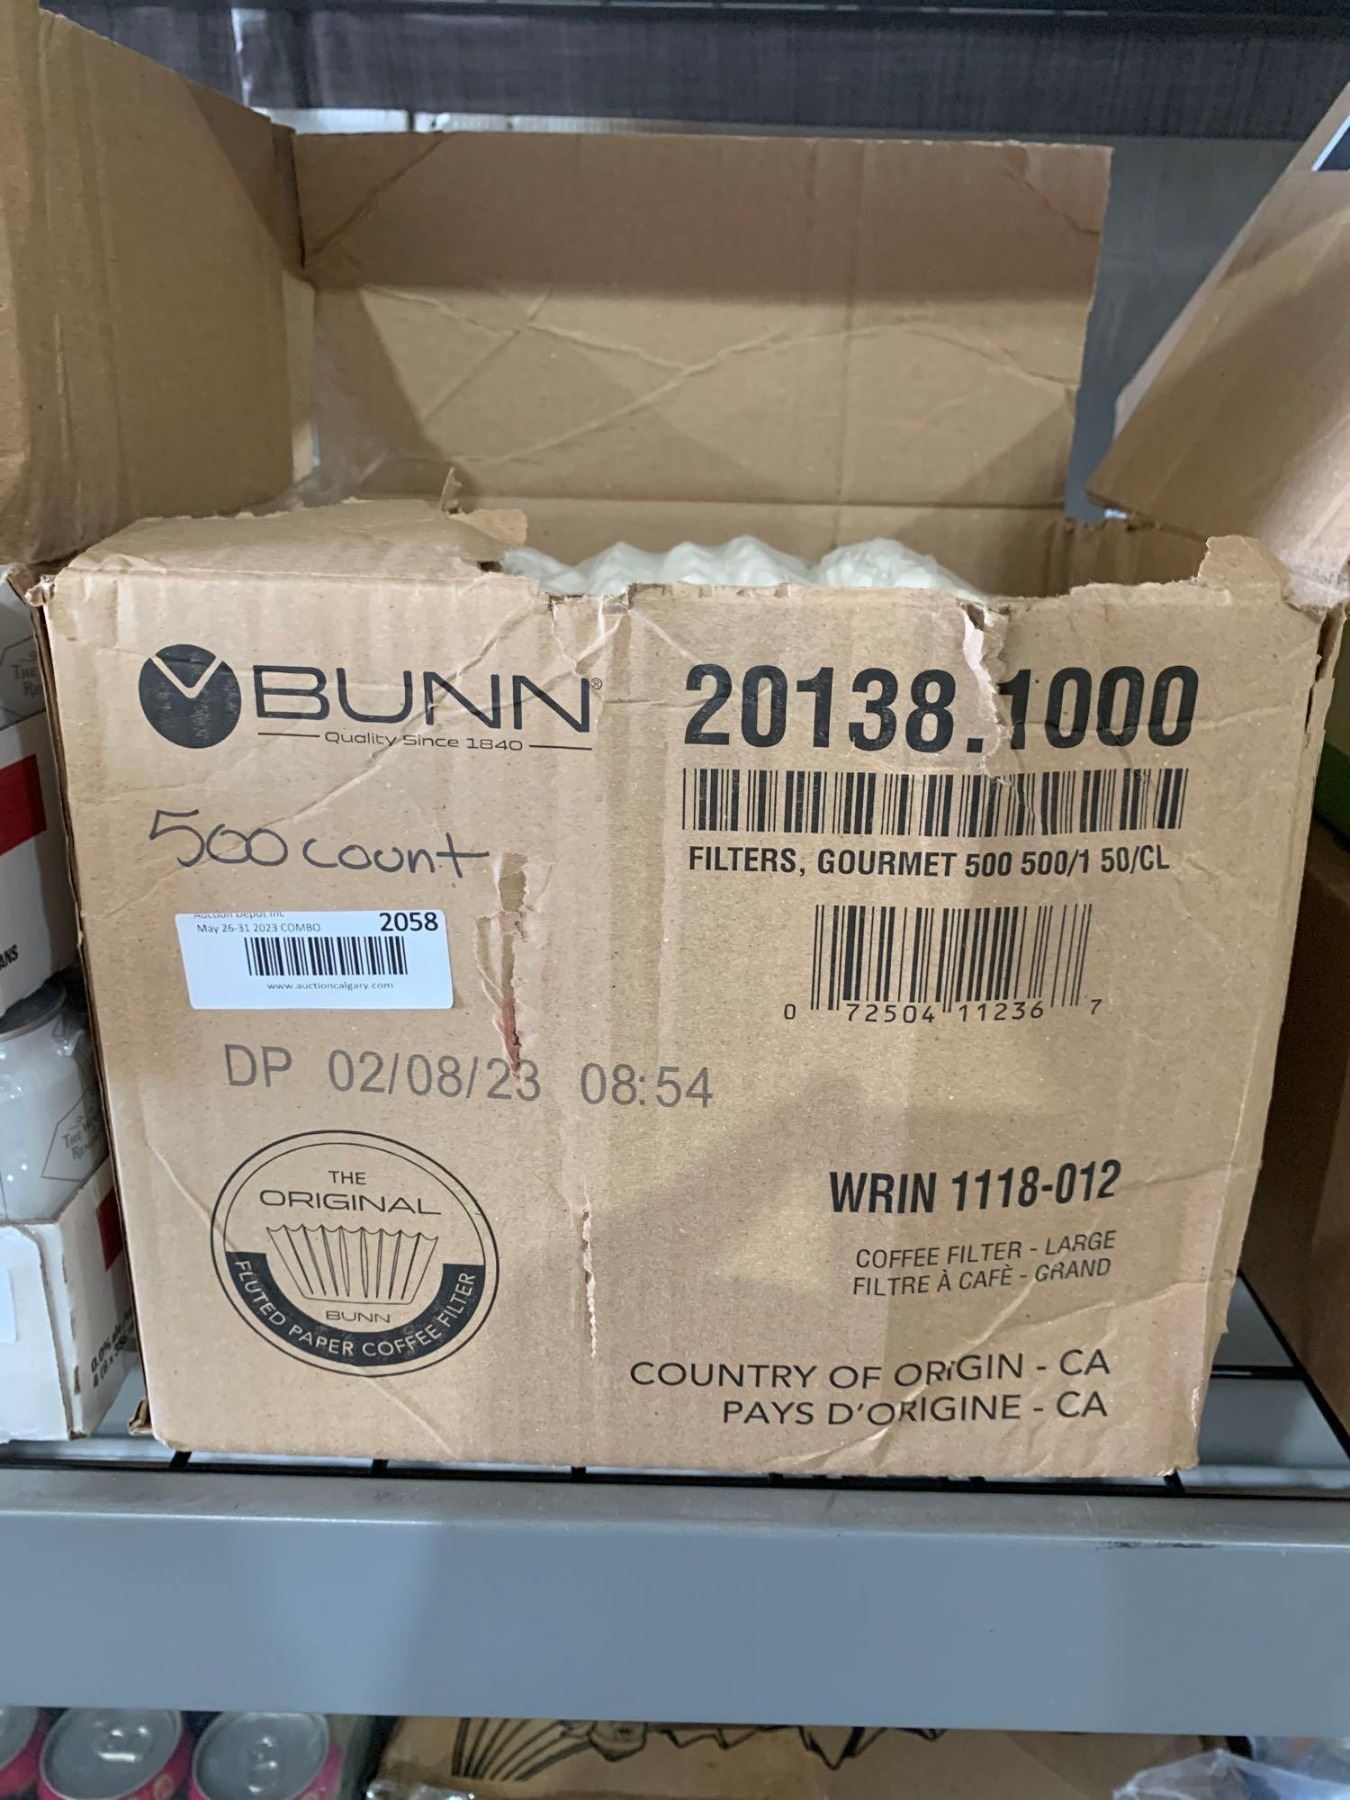 BUNN®
Quality Since 1840
20138.1000
FILTERS, GOURMET 500 500/1 50/CL
500 count
Auction Depot Inc
May 26-31 2023 COMBO
2058
www.auctioncalgary.com
0 72504 11236 7
DP 02/08/23 08:54
THE
ORIGINAL
BUNN
FLUTED PAPER COFFEE FILTER
WRIN 1118-012
COFFEE FILTER - LARGE
FILTRE À CAFÈ - GRAND
COUNTRY OF ORIGIN - CA
PAYS D'ORIGINE - CA